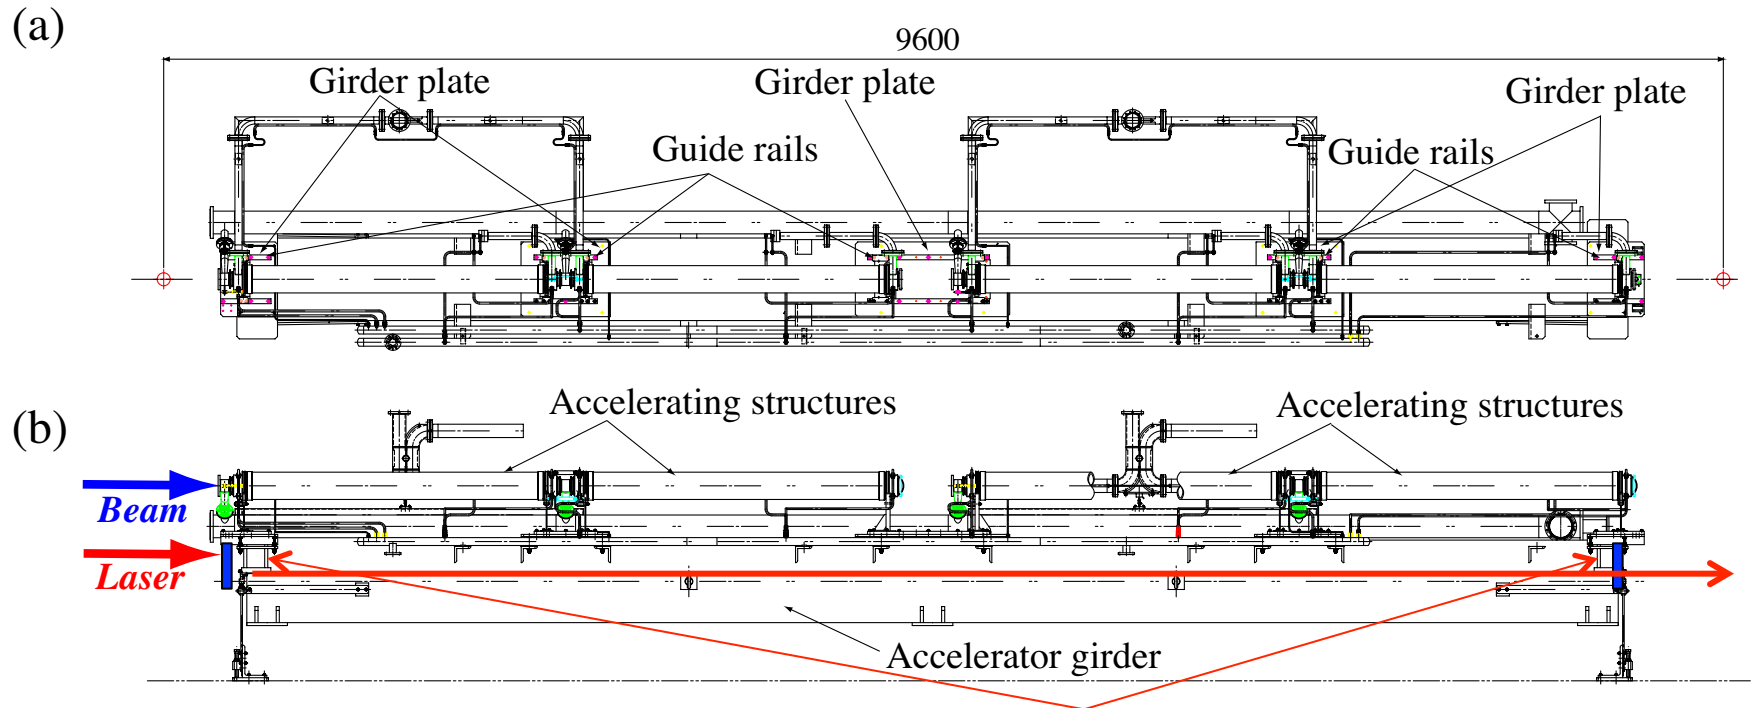 (a)
9600
Girder plate
Girder plate
Girder plate
Guide rails
Guide rails
(b)
Accelerating structures
Accelerating structures
Beam
Laser
Accelerator girder